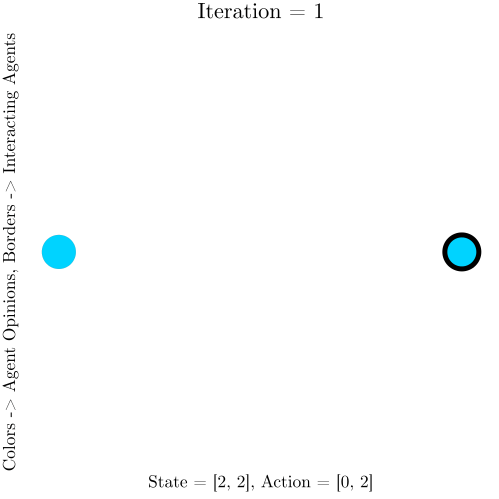 Iteration = 1
Colors -> Agent Opinions, Borders -> Interacting Agents
State = [2, 2], Action = [0, 2]